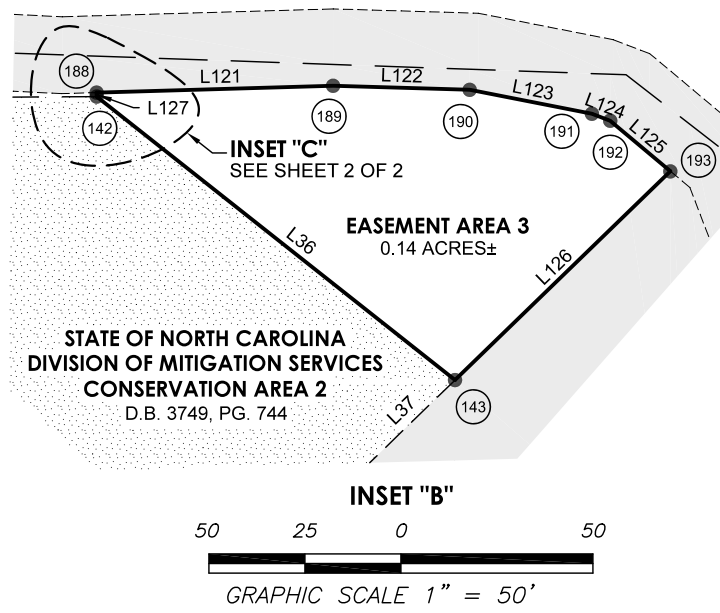 188
L121
L122
L123
L124
L125
L127
142
189
190
191
192
193
INSET "C"
SEE SHEET 2 OF 2
EASEMENT AREA 3
0.14 ACRES±
L36
L126
STATE OF NORTH CAROLINA
DIVISION OF MITIGATION SERVICES
CONSERVATION AREA 2
D.B. 3749, PG. 744
L37
143
INSET "B"
50 25 0 50
GRAPHIC SCALE 1" = 50'